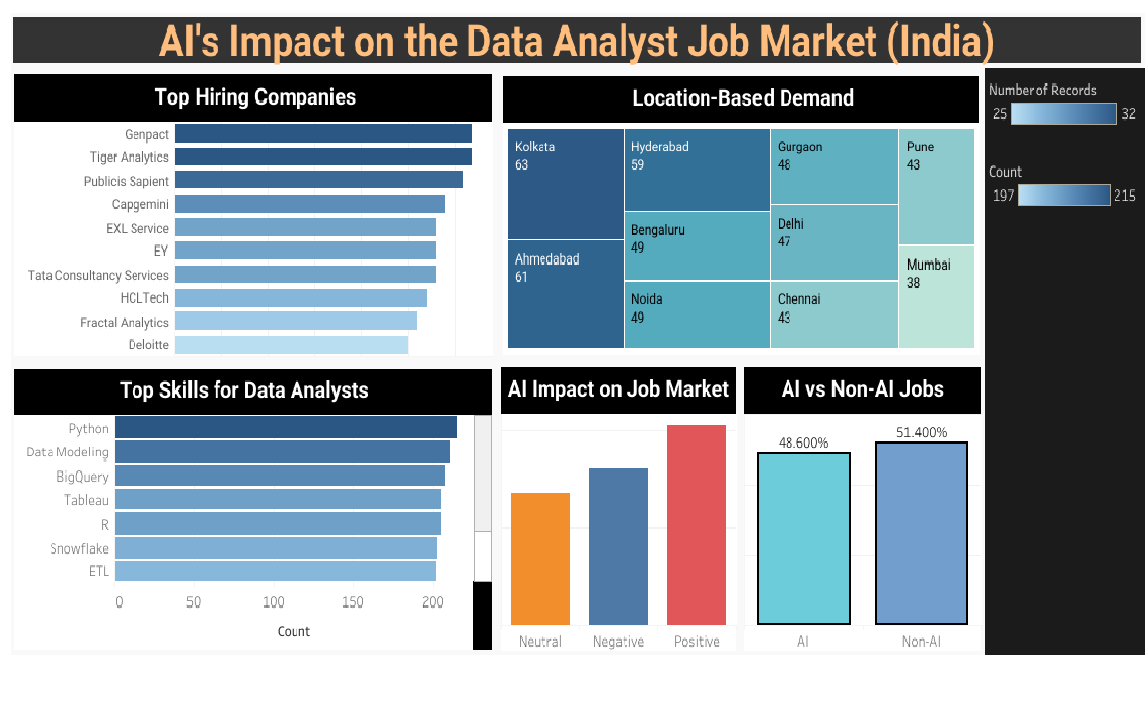 AI's Impact on the Data Analyst Job Market (India)
Top Hiring Companies
Genpact
Tiger Analytics
Publicis Sapient
Capgemini
EXL Service
EY
Tata Consultancy Services
HCLTech
Fractal Analytics
Deloitte
Location-Based Demand
Kolkata
63
Ahmedabad
61
Hyderabad
59
Bengaluru
49
Noida
49
Gurgaon
48
Delhi
47
Chennai
43
Pune
43
Mumbai
38
Number of Records
25 32
Count
197 215
Top Skills for Data Analysts
Python
Data Modeling
BigQuery
Tableau
R
Snowflake
ETL
0 50 100 150 200
Count
AI Impact on Job Market
Neutral Negative Positive
AI vs Non-AI Jobs
48.600% 51.400%
AI Non-AI